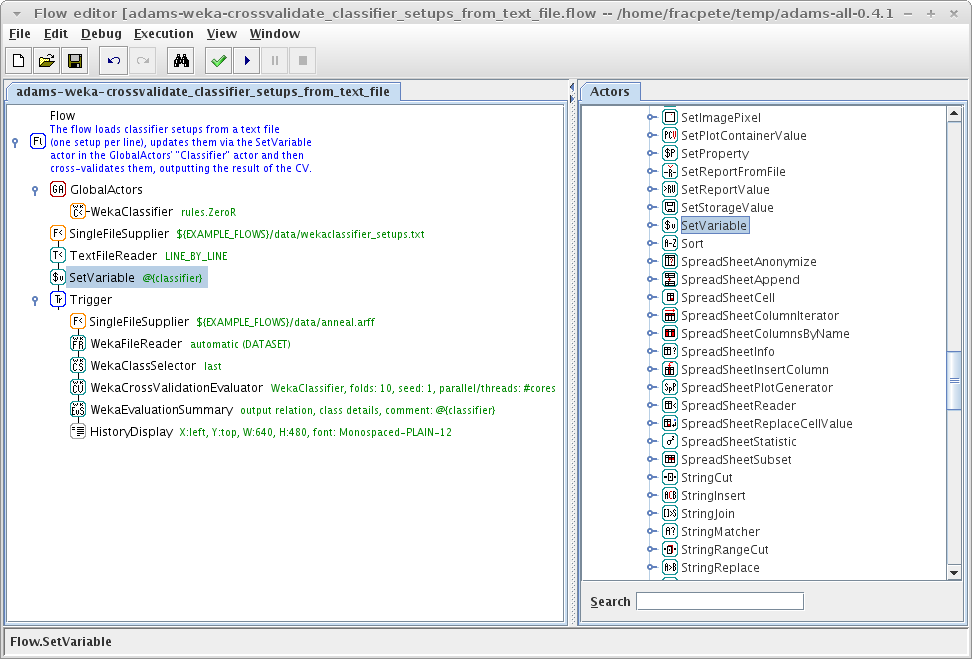 Flow editor [adams-weka-crossvalidate_classifier_setups_from_text_file.flow -- /home/fracpete/temp/adams-all-0.4.1
File Edit Debug Execution View Window
adams-weka-crossvalidate_classifier_setups_from_text_file
Flow
The flow loads classifier setups from a text file
(one setup per line), updates them via the SetVariable
actor in the GlobalActors' "Classifier" actor and then
cross-validates them, outputting the result of the CV.
GlobalActors
WekaClassifier rules.ZeroR
SingleFileSupplier ${EXAMPLE_FLOWS}/data/wekaclassifier_setups.txt
TextFileReader LINE_BY_LINE
SetVariable @{classifier}
Trigger
SingleFileSupplier ${EXAMPLE_FLOWS}/data/anneal.arff
WekaFileReader automatic (DATASET)
WekaClassSelector last
WekaCrossValidationEvaluator WekaClassifier, folds: 10, seed: 1, parallel/threads: #cores
WekaEvaluationSummary output relation, class details, comment: @{classifier}
HistoryDisplay X:left, Y:top, W:640, H:480, font: Monospaced-PLAIN-12
Actors
SetImagePixel
SetPlotContainerValue
SetProperty
SetReportFromFile
SetReportValue
SetStorageValue
SetVariable
Sort
SpreadSheetAnonymize
SpreadSheetAppend
SpreadSheetCell
SpreadSheetColumnIterator
SpreadSheetColumnsByName
SpreadSheetInfo
SpreadSheetInsertColumn
SpreadSheetPlotGenerator
SpreadSheetReader
SpreadSheetReplaceCellValue
SpreadSheetStatistic
SpreadSheetSubset
StringCut
StringInsert
StringJoin
StringMatcher
StringRangeCut
StringReplace
Search
Flow.SetVariable